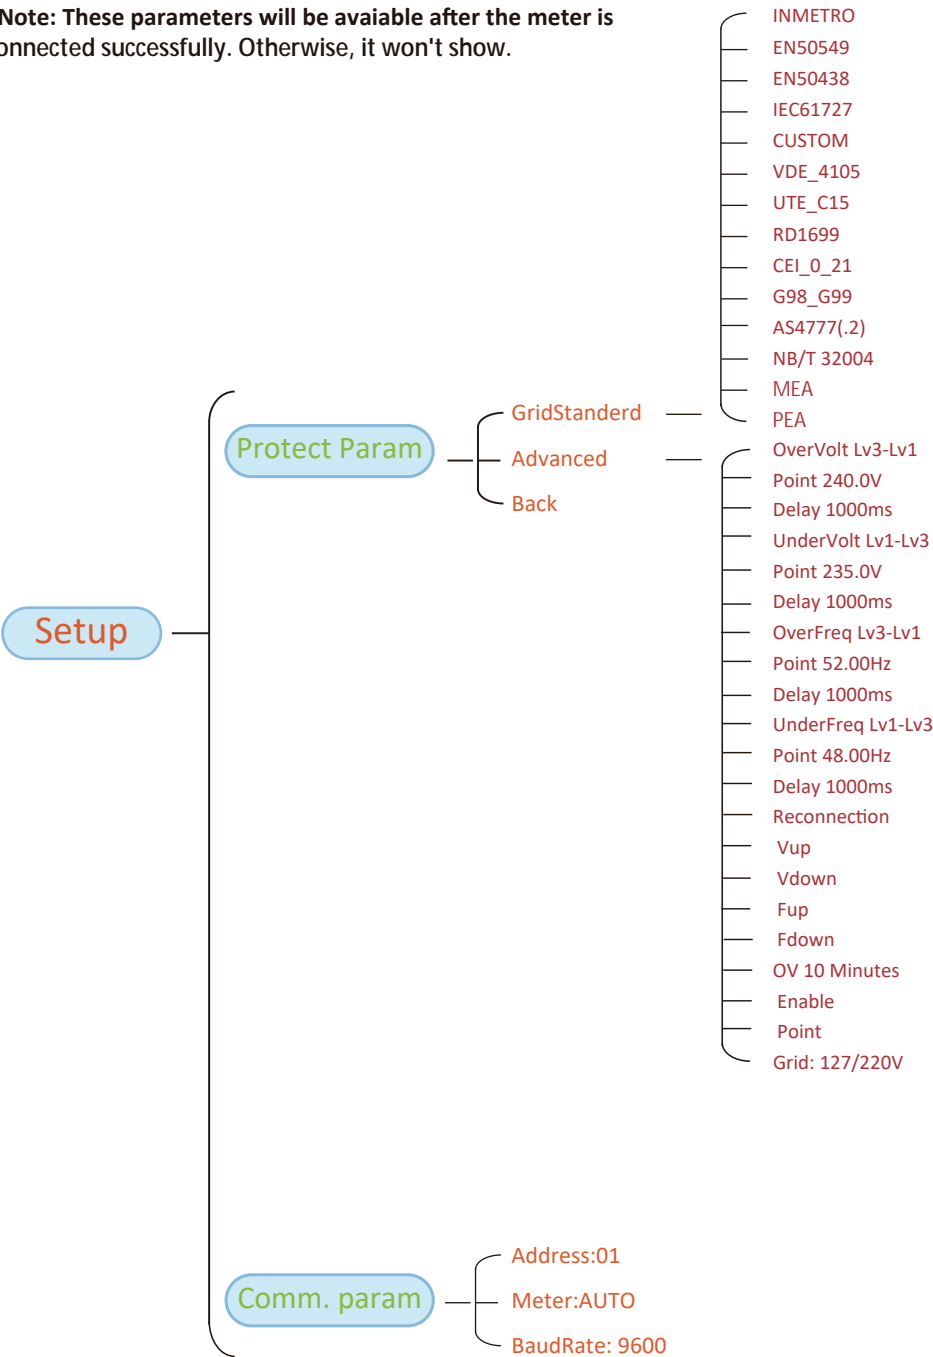 Note: These parameters will be avaiable after the meter is
onnected successfully. Otherwise, it won't show.
Setup
Protect Param
GridStanderd
INMETRO
EN50549
EN50438
IEC61727
CUSTOM
VDE_4105
UTE_C15
RD1699
CEI_0_21
G98_G99
AS4777(.2)
NB/T 32004
MEA
PEA
Advanced
OverVolt Lv3-Lv1
Point 240.0V
Delay 1000ms
UnderVolt Lv1-Lv3
Point 235.0V
Delay 1000ms
OverFreq Lv3-Lv1
Point 52.00Hz
Delay 1000ms
UnderFreq Lv1-Lv3
Point 48.00Hz
Delay 1000ms
Reconnection
Vup
Vdown
Fup
Fdown
OV 10 Minutes
Enable
Point
Grid: 127/220V
Back
Comm. param
Address:01
Meter:AUTO
BaudRate: 9600